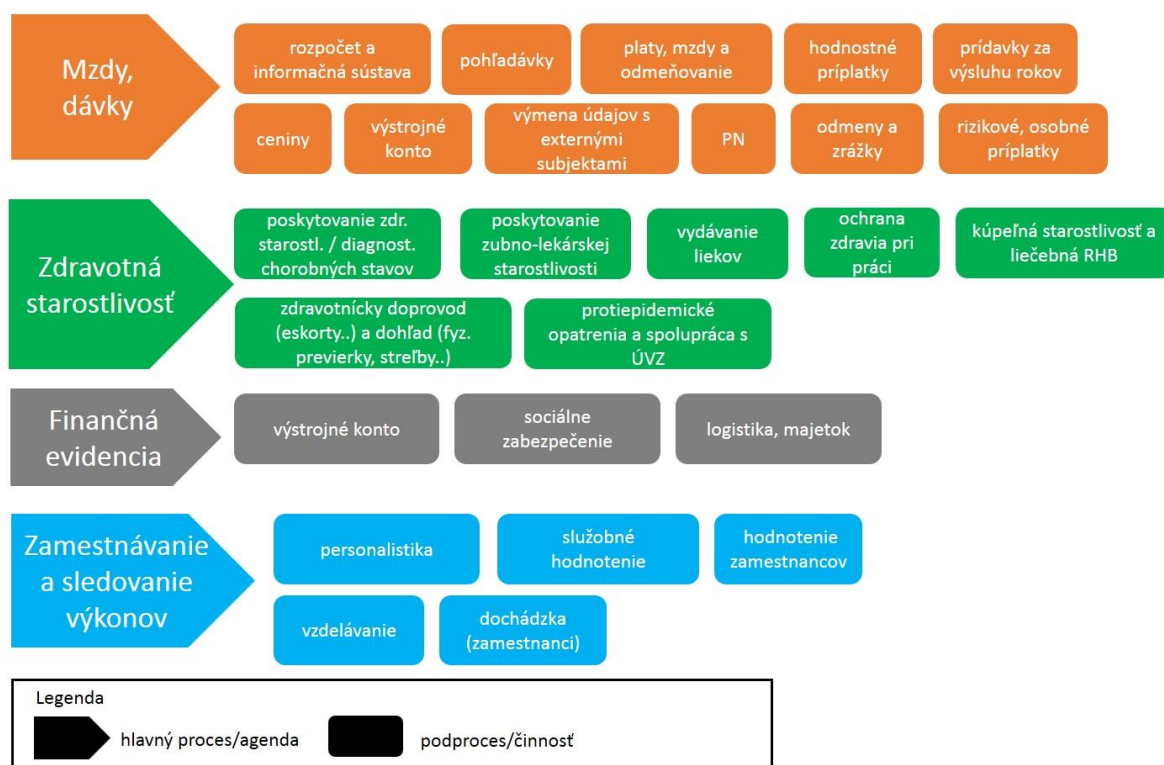 Mzdy,
dávky
rozpočet a
informačná sústava
pohľadávky
platy, mzdy a
odmeňovanie
hodnostné
príplatky
prídavky za
výsluhu rokov
ceniny
výstrojné
konto
výmena údajov s
externými
subjektami
PN
odmeny a
zrážky
rizikové, osobné
príplatky
Zdravotná
starostlivosť
poskytovanie zdr.
starostl. / diagnost.
chorobných stavov
poskytovanie
zubno-lekárskej
starostlivosti
vydávanie
liekov
ochrana
zdravia pri
práci
kúpeľná starostlivosť a
liečebná RHB
zdravotnícky doprovod
(eskorty..) a dohľad (fyz.
previerky, streľby..)
protiepidemické
opatrenia a spolupráca s
ÚVZ
Finančná
evidencia
výstrojné konto
sociálne
zabezpečenie
logistika, majetok
Zamestnávanie
a sledovanie
výkonov
personalistika
služobné
hodnotenie
hodnotenie
zamestnancov
vzdelávanie
dochádzka
(zamestnanci)
Legenda
hlavný proces/agenda
podproces/činnosť